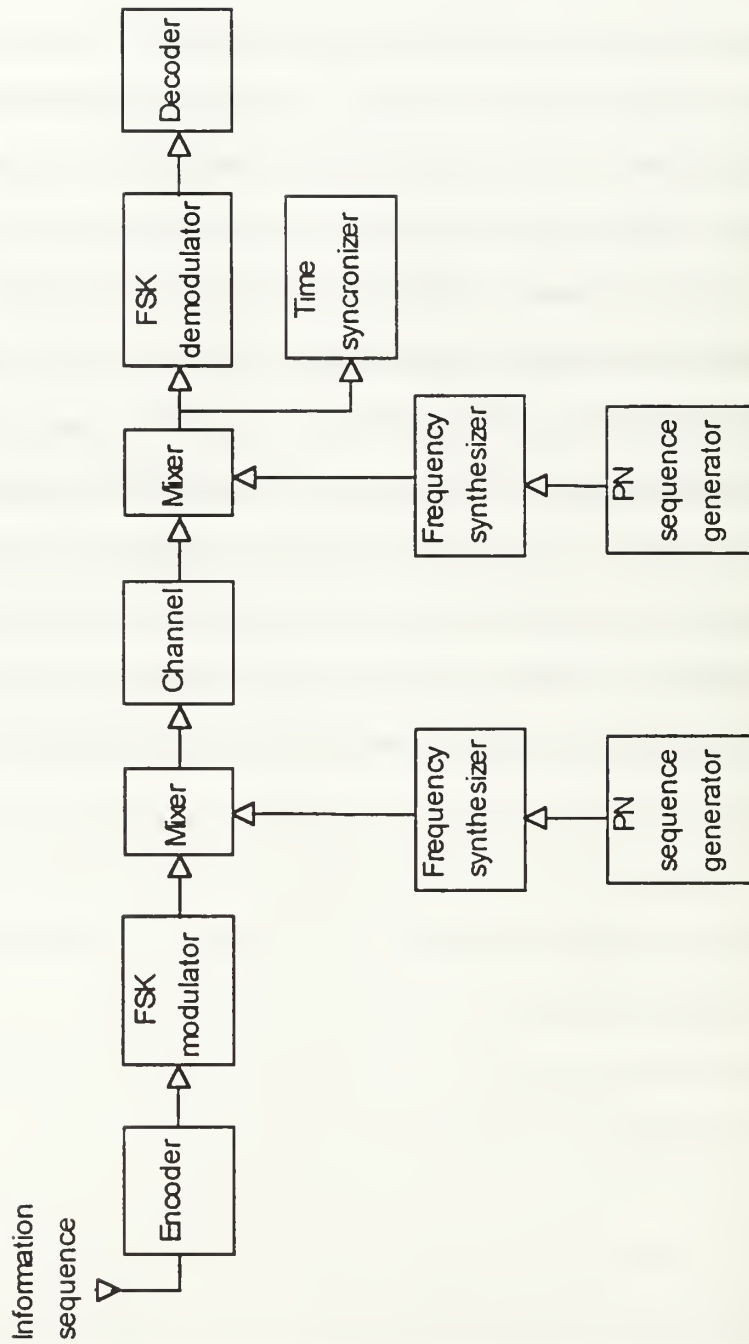 Information
sequence
Encoder
FSK
modulator
Mixer
Channel
Mixer
FSK
demodulator
Decoder
Time
syncronizer
Frequency
synthesizer
Frequency
synthesizer
PN
sequence
generator
PN
sequence
generator